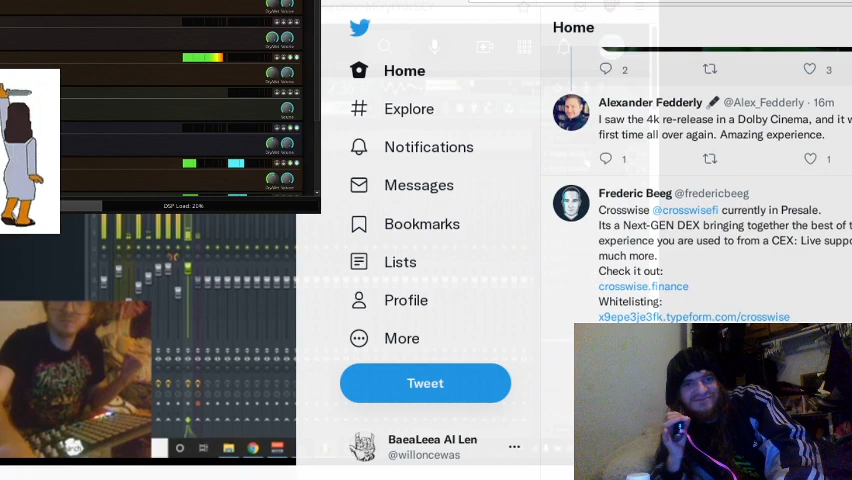 DSP Load: 20%
Home
Explore
Notifications
Messages
Bookmarks
Lists
Profile
More
Tweet
BaeaLeea Al Len
@willoncewas
Home
2
3
Alexander Fedderly @Alex_Fedderly · 16m
I saw the 4k re-release in a Dolby Cinema, and it w
first time all over again. Amazing experience.
1
1
Frederic Beeg @fredericbeeg
Crosswise @crosswisefi currently in Presale.
Its a Next-GEN DEX bringing together the best of t
experience you are used to from a CEX: Live suppo
much more.
Check it out:
crosswise.finance
Whitelisting:
x9epe3je3fk.typeform.com/crosswise